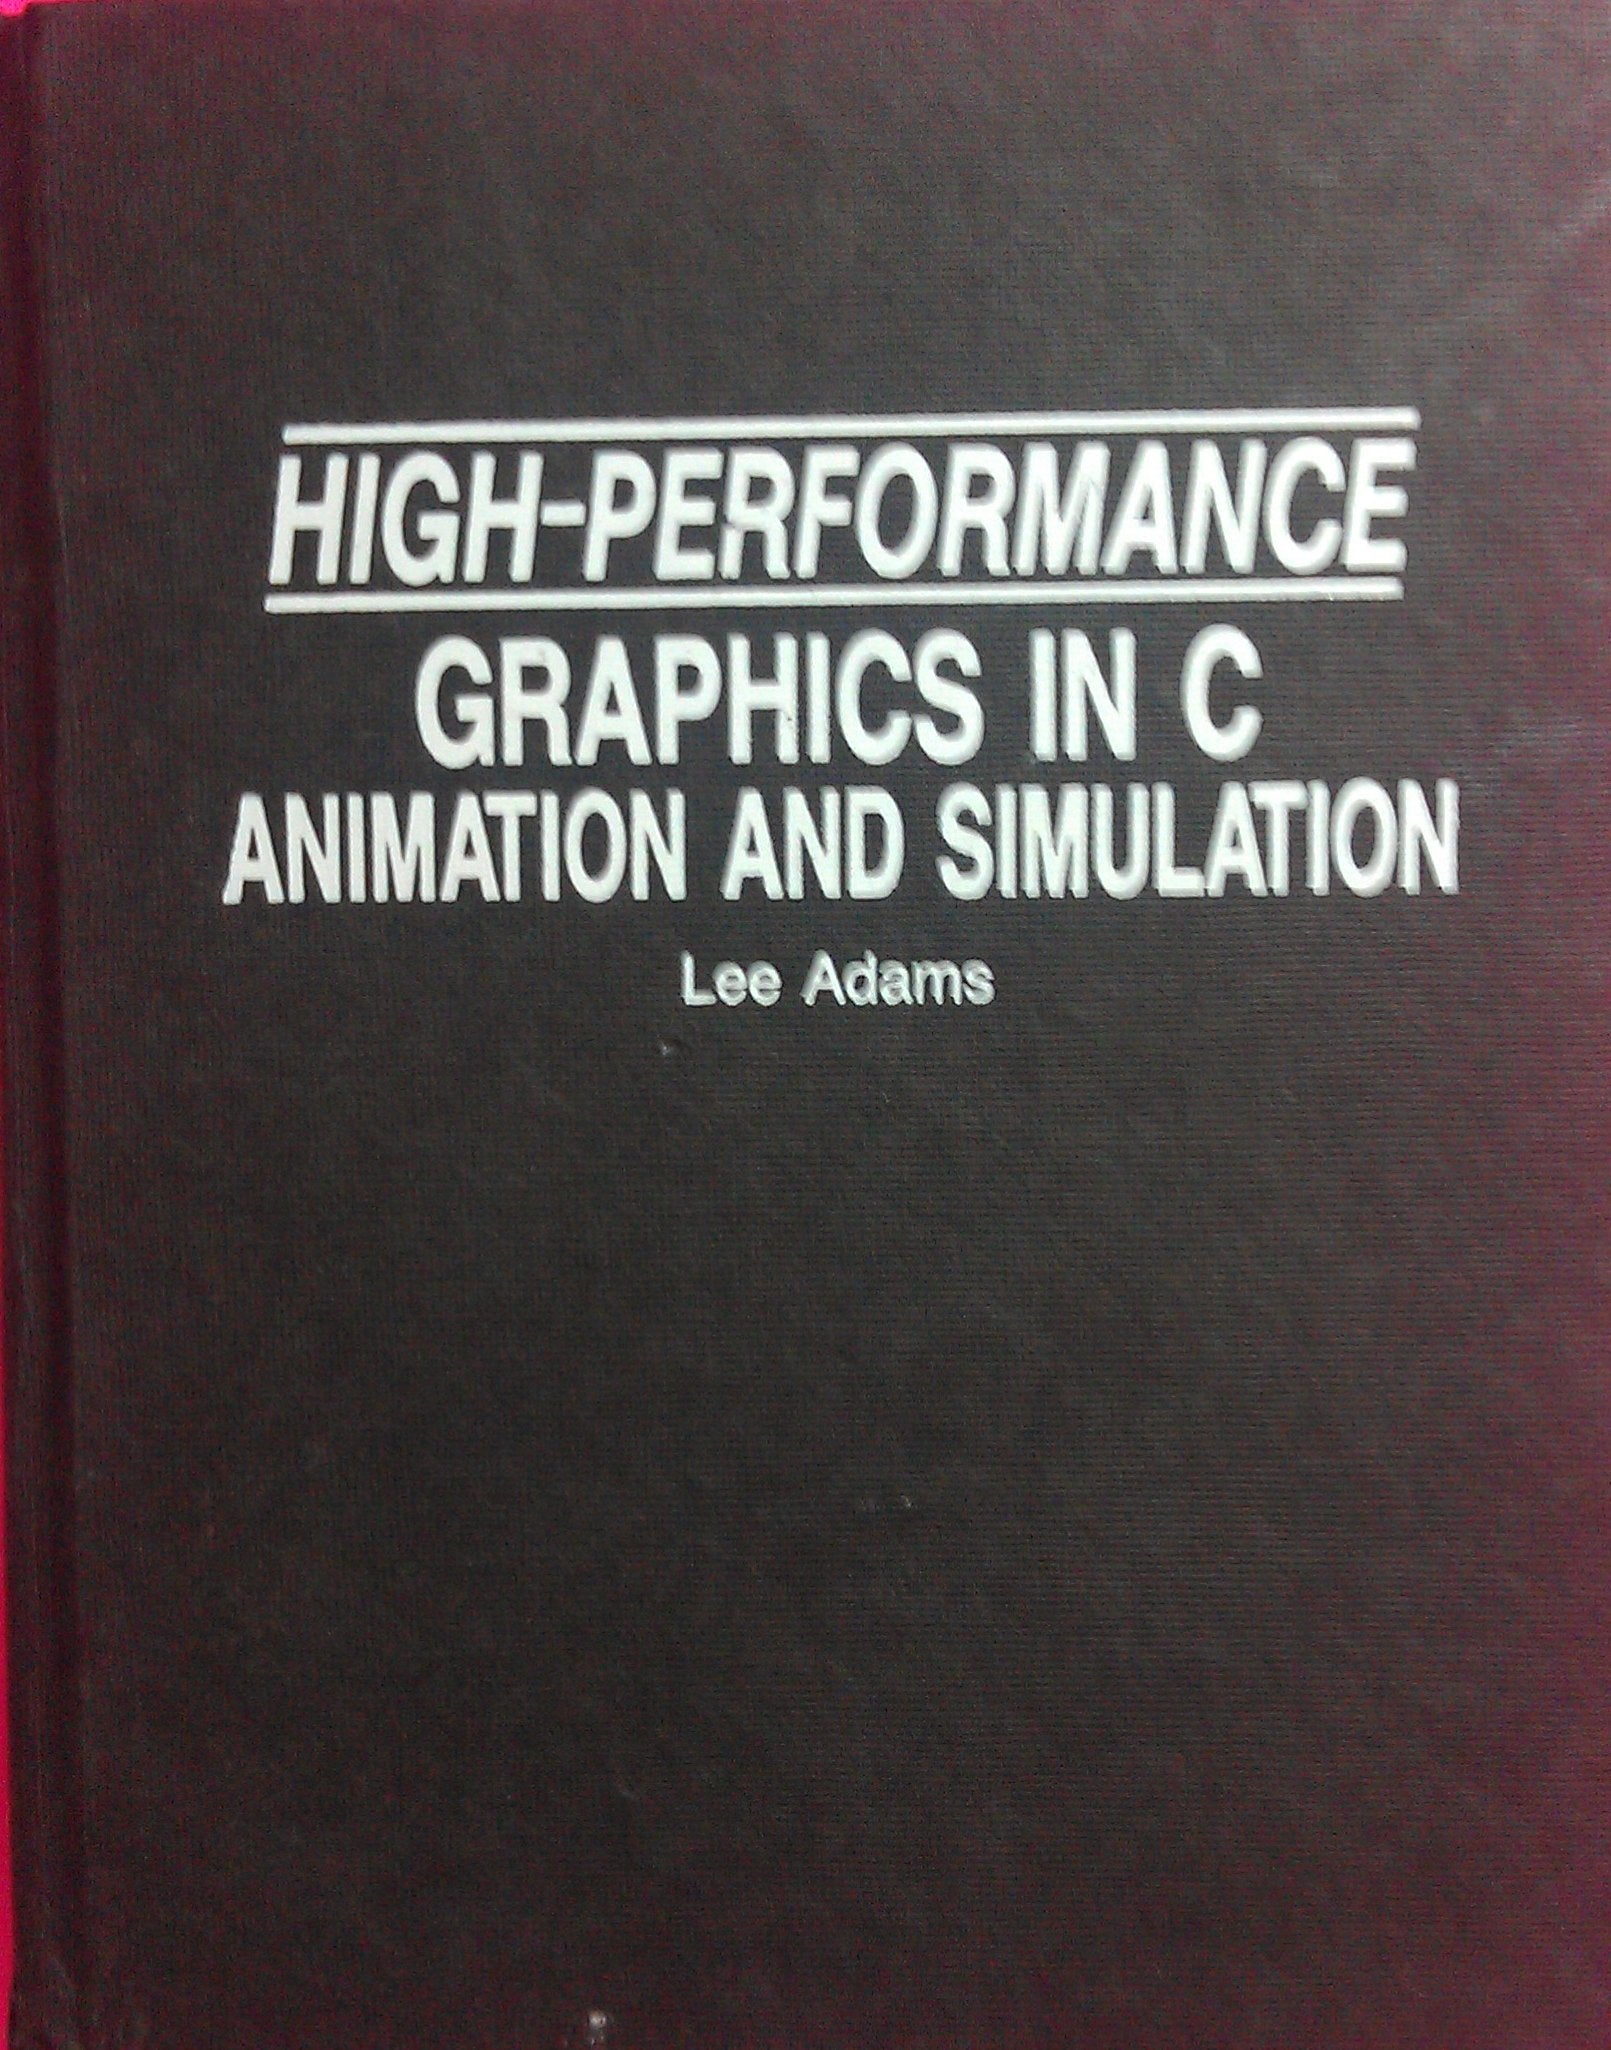 HIGH-PERFORMANCE
GRAPHICS IN C
ANIMATION AND SIMULATION
Lee Adams